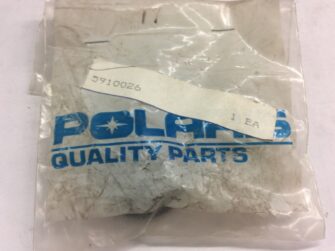 5910026
1 EA
POLARIS
QUALITY PARTS